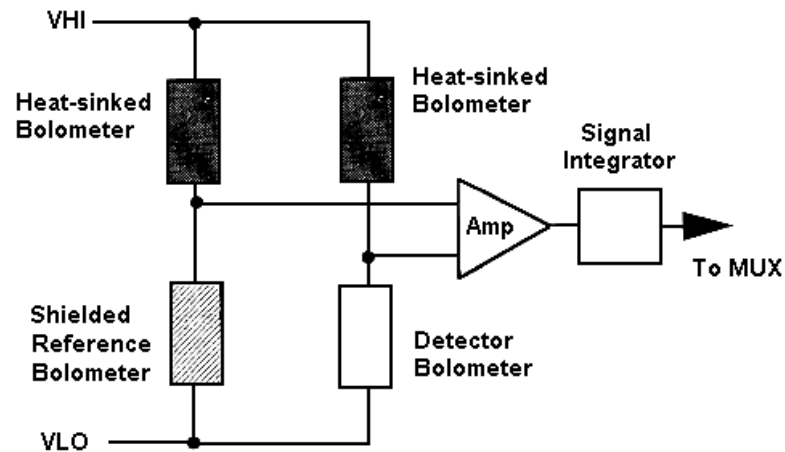 VHI
Heat-sinked
Bolometer
Heat-sinked
Bolometer
Signal
Integrator
Amp
To MUX
Shielded
Reference
Bolometer
Detector
Bolometer
VLO